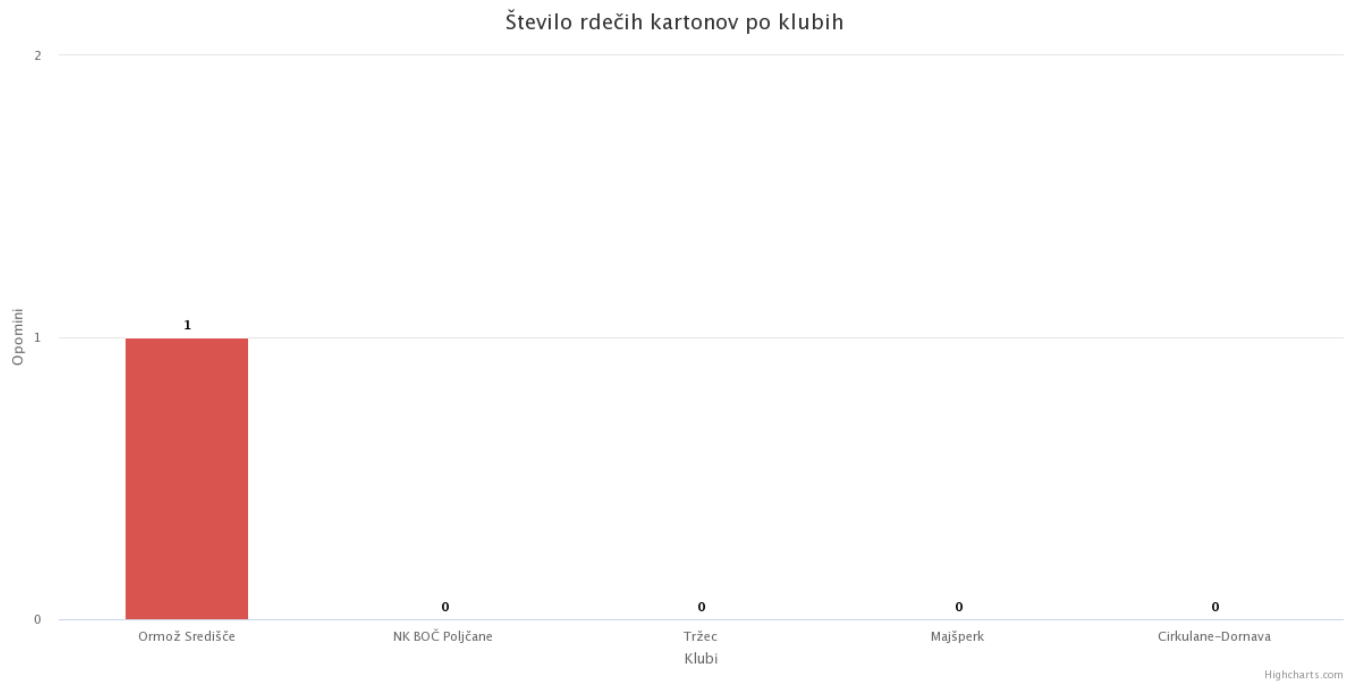 Število rdečih kartonov po klubih
2
1
0
Opomini
1
0
0
0
0
Ormož Središče
NK BOČ Poljčane
Tržec
Majšperk
Cirkulane-Dornava
Klubi
Highcharts.com